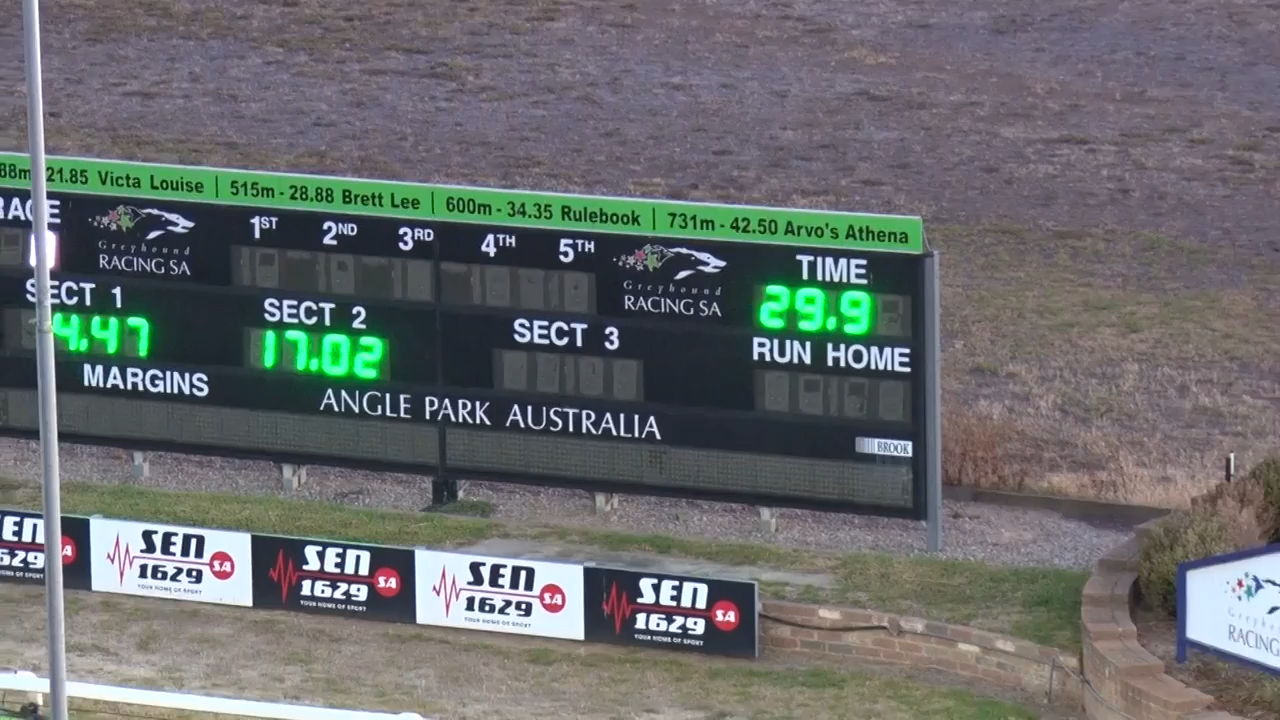 88m 21.85 Victa Louise | 515m - 28.88 Brett Lee | 600m - 34.35 Rulebook | 731m - 42.50 Arvo's Athena
RACE
Greyhound
RACING SA
1ST 2ND 3RD 4TH 5TH
Greyhound
RACING SA
TIME
29.9
SECT 1
4.47
SECT 2
17.02
SECT 3
RUN HOME
MARGINS
ANGLE PARK AUSTRALIA
BROOK
SEN
1629
SA
SEN
1629
SA
YOUR HOME OF SPORT
SEN
1629
SA
YOUR HOME OF SPORT
SEN
1629
SA
YOUR HOME OF SPORT
SEN
1629
SA
YOUR HOME OF SPORT
Greyhound
RACING